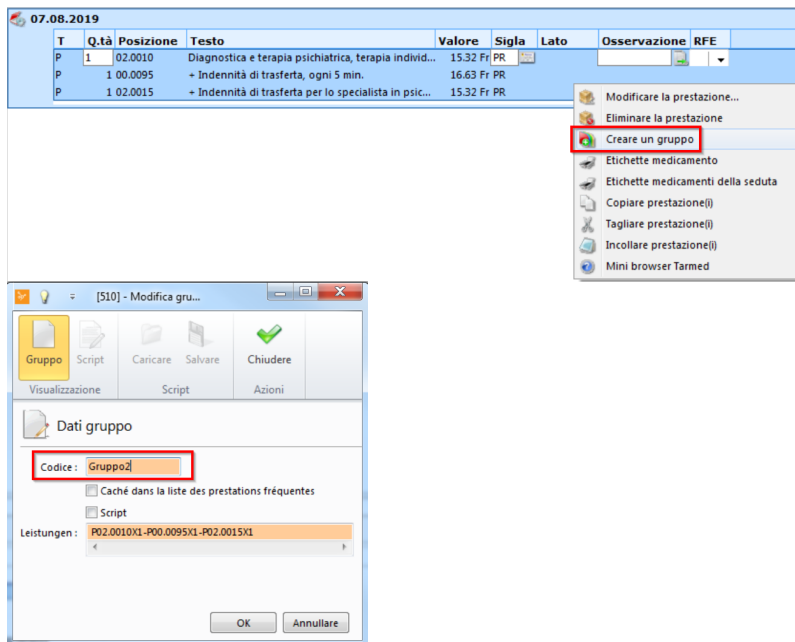 07.08.2019
T Q.tà Posizione Testo Valore Sigla Lato Osservazione RFE
P 1 02.0010 Diagnostica e terapia psichiatrica, terapia individ... 15.32 Fr PR
P 1 00.0095 + Indennità di trasferta, ogni 5 min. 16.63 Fr PR
P 1 02.0015 + Indennità di trasferta per lo specialista in psic... 15.32 Fr PR
Modificare la prestazione...
Eliminare la prestazione
Creare un gruppo
Etichette medicamento
Etichette medicamenti della seduta
Copiare prestazione(i)
Tagliare prestazione(i)
Incollare prestazione(i)
Mini browser Tarmed
[510] - Modifica gru...
Gruppo Script Caricare Salvare Chiudere
Visualizzazione Script Azioni
Dati gruppo
Codice : Gruppo2
Caché dans la liste des prestations fréquentes
Script
Leistungen : P02.0010X1-P00.0095X1-P02.0015X1
OK Annullare